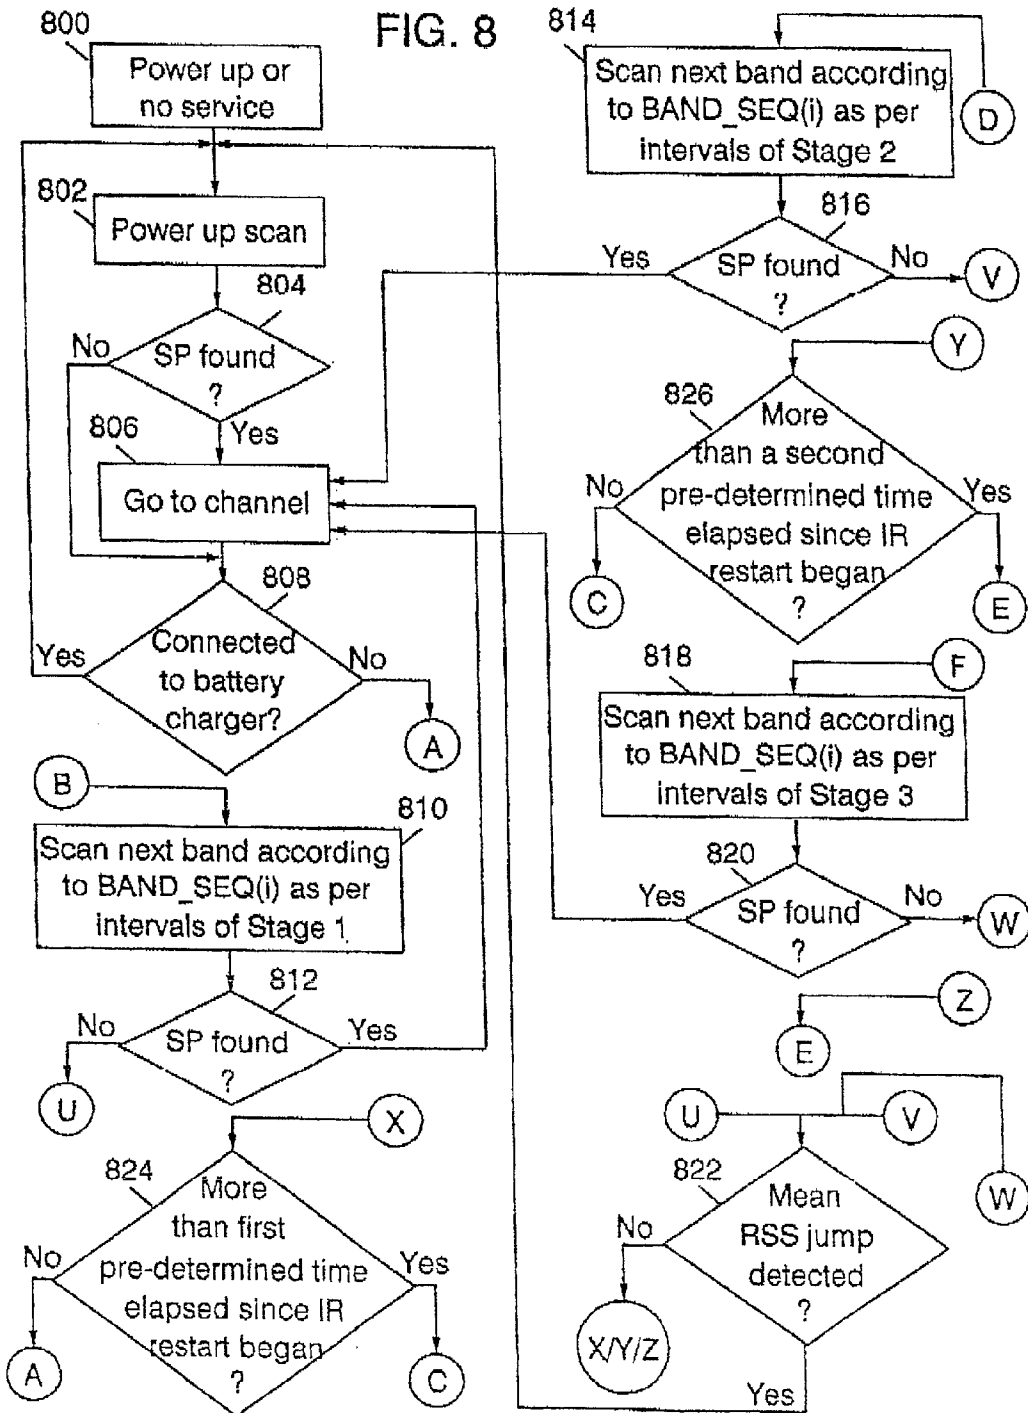 FIG. 8
800
Power up or
no service
802
Power up scan
804
SP found
?
No
Yes
806
Go to channel
808
Connected
to battery
charger?
Yes
No
A
B
810
Scan next band according
to BAND_SEQ(i) as per
intervals of Stage 1
812
SP found
?
No
Yes
U
X
824
More
than first
pre-determined time
elapsed since IR
restart began
?
No
Yes
A
C
814
Scan next band according
to BAND_SEQ(i) as per
intervals of Stage 2
D
816
SP found
?
Yes
No
V
Y
826
More
than a second
pre-determined time
elapsed since IR
restart began
?
No
Yes
C
E
F
818
Scan next band according
to BAND_SEQ(i) as per
intervals of Stage 3
820
SP found
?
Yes
No
W
Z
E
U
V
W
822
Mean
RSS jump
detected
?
No
X/Y/Z
Yes